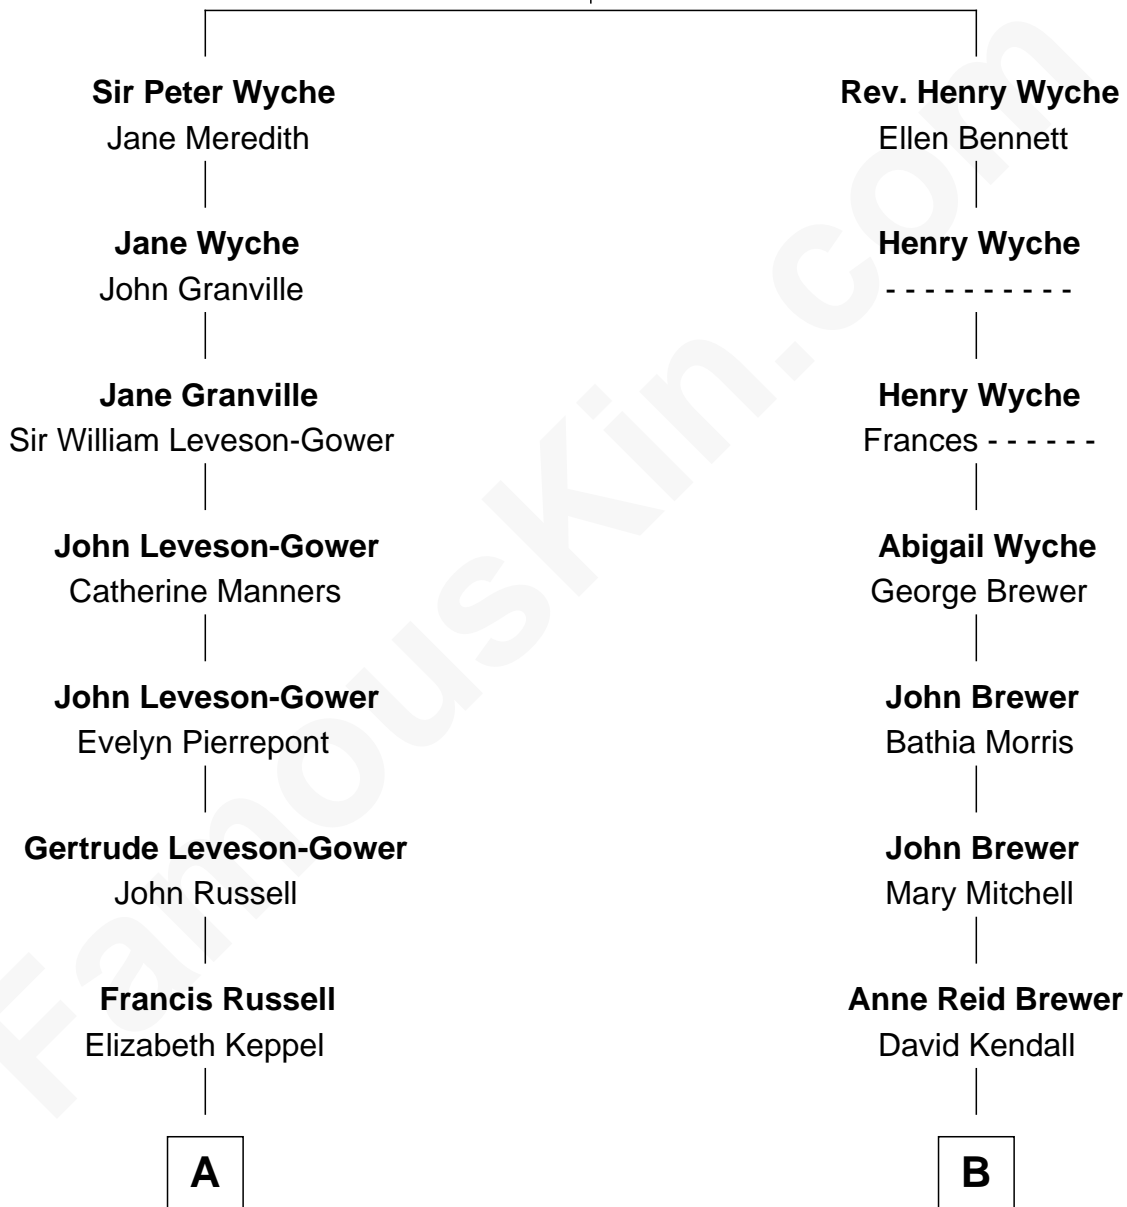 Sir Peter Wyche
Jane Meredith
Jane Wyche
John Granville
Jane Granville
Sir William Leveson-Gower
John Leveson-Gower
Catherine Manners
John Leveson-Gower
Evelyn Pierrepont
Gertrude Leveson-Gower
John Russell
Francis Russell
Elizabeth Keppel
A
Rev. Henry Wyche
Ellen Bennett
Henry Wyche
- - - - - - - - - -
Henry Wyche
Frances - - - - - -
Abigail Wyche
George Brewer
John Brewer
Bathia Morris
John Brewer
Mary Mitchell
Anne Reid Brewer
David Kendall
B
FamousKin.com